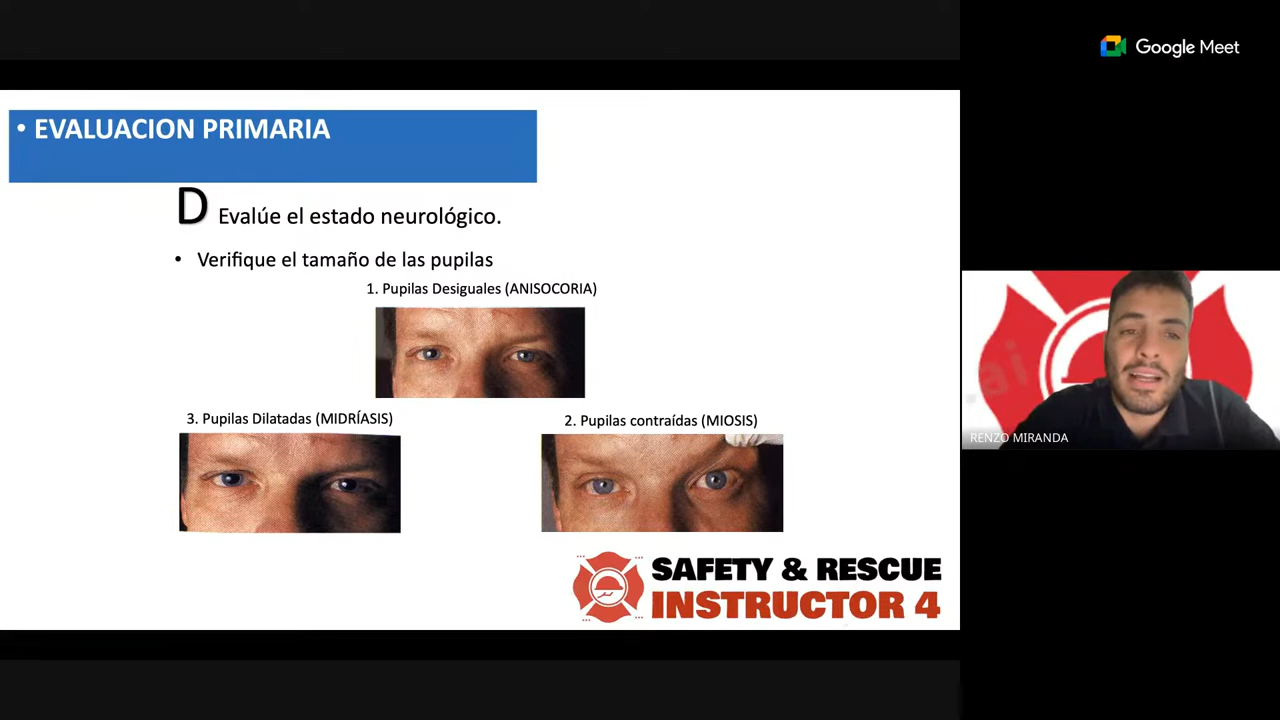 Google Meet
• EVALUACION PRIMARIA
D Evalúe el estado neurológico.
• Verifique el tamaño de las pupilas
1. Pupilas Desiguales (ANISOCORIA)
3. Pupilas Dilatadas (MIDRÍASIS)
2. Pupilas contraídas (MIOSIS)
SAFETY & RESCUE
INSTRUCTOR 4
RENZO MIRANDA